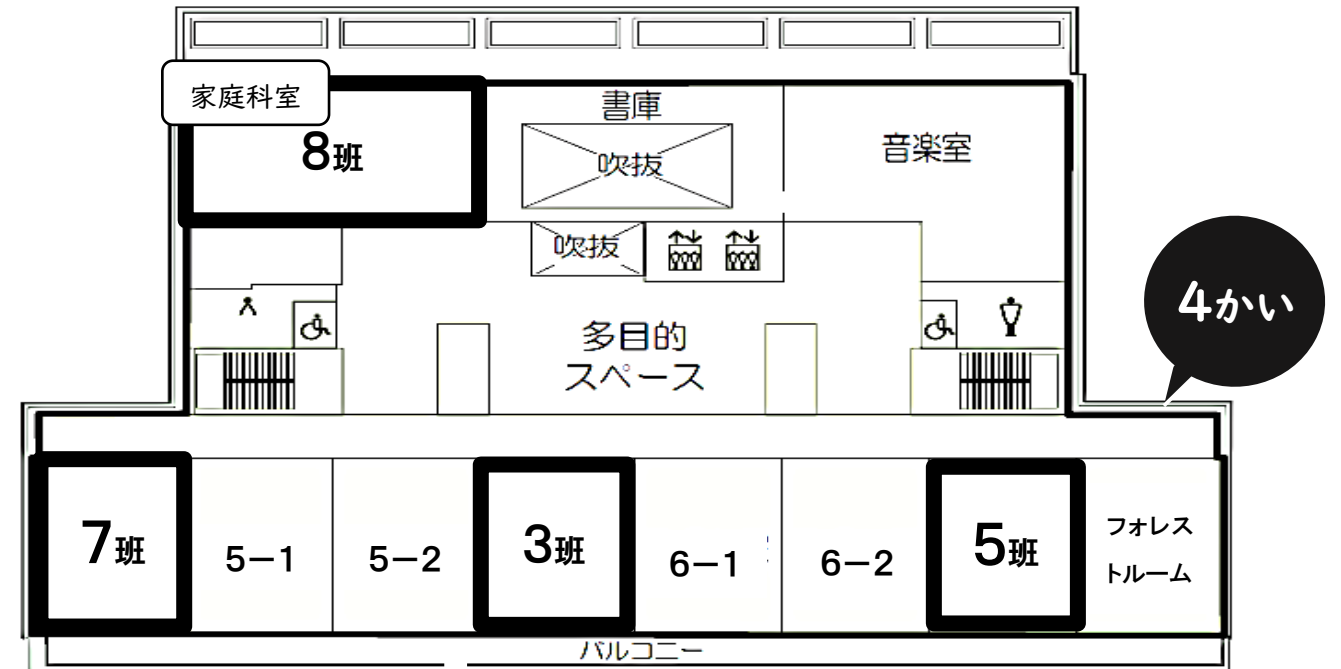 家庭科室
8班
書庫
吹抜
音楽室
吹抜
4かい
多目的
スペース
7班
5−1
5−2
3班
6−1
6−2
5班
フォレス
トルーム
バルコニー